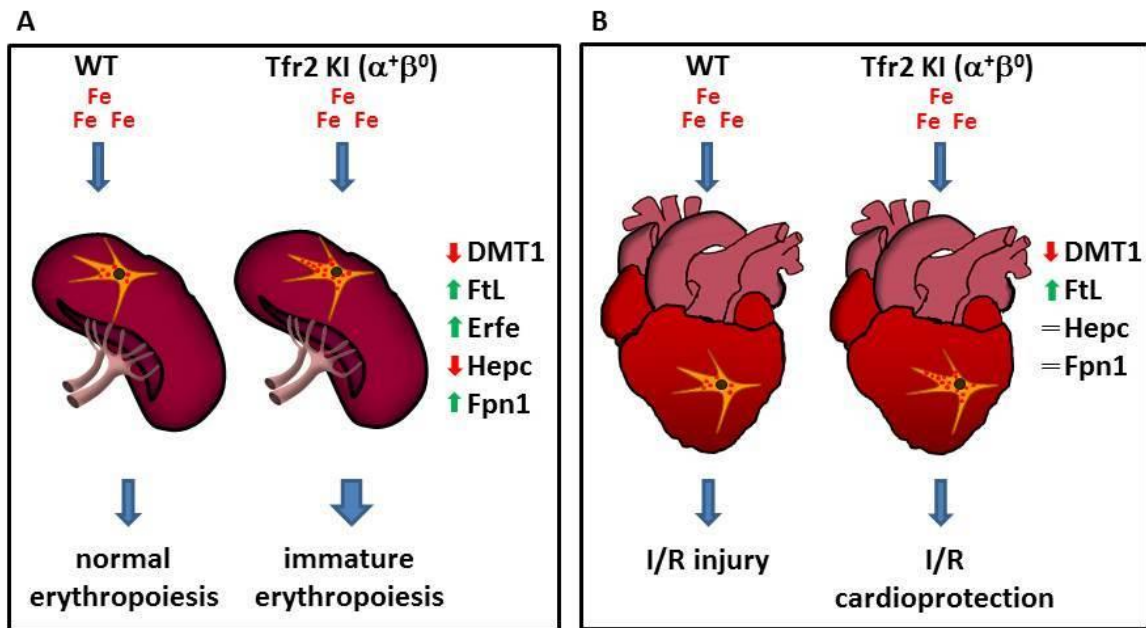 A
WT
Fe
Fe Fe
Tfr2 KI (α⁺β⁰)
Fe
Fe Fe
DMT1
FtL
Erfe
Hepc
Fpn1
normal
erythropoiesis
immature
erythropoiesis
B
WT
Fe
Fe Fe
Tfr2 KI (α⁺β⁰)
Fe
Fe Fe
DMT1
FtL
=Hepc
=Fpn1
I/R injury
I/R
cardioprotection